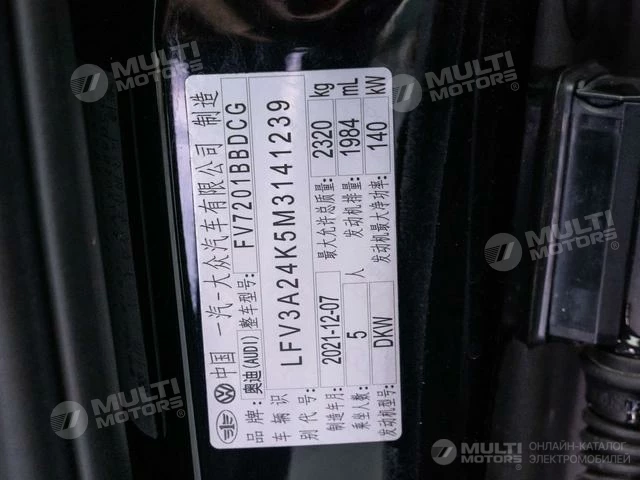 中国 一汽-大众汽车有限公司 制造
品牌: 奥迪(AUDI) 整车型号: FV7201BBDCG
车辆识别代号: LFV3A24K5M3141239
制造年月: 2021-12-07 最大允许总质量: 2320 kg
乘坐人数: 5 人 发动机排量: 1984 mL
发动机型号: DKW 发动机最大净功率: 140 kW
MULTI MOTORS®
MULTI MOTORS®
MULTI MOTORS®
MULTI MOTORS®
MULTI MOTORS®
MULTI MOTORS® ОНЛАЙН-КАТАЛОГ
ЭЛЕКТРОМОБИЛЕЙ